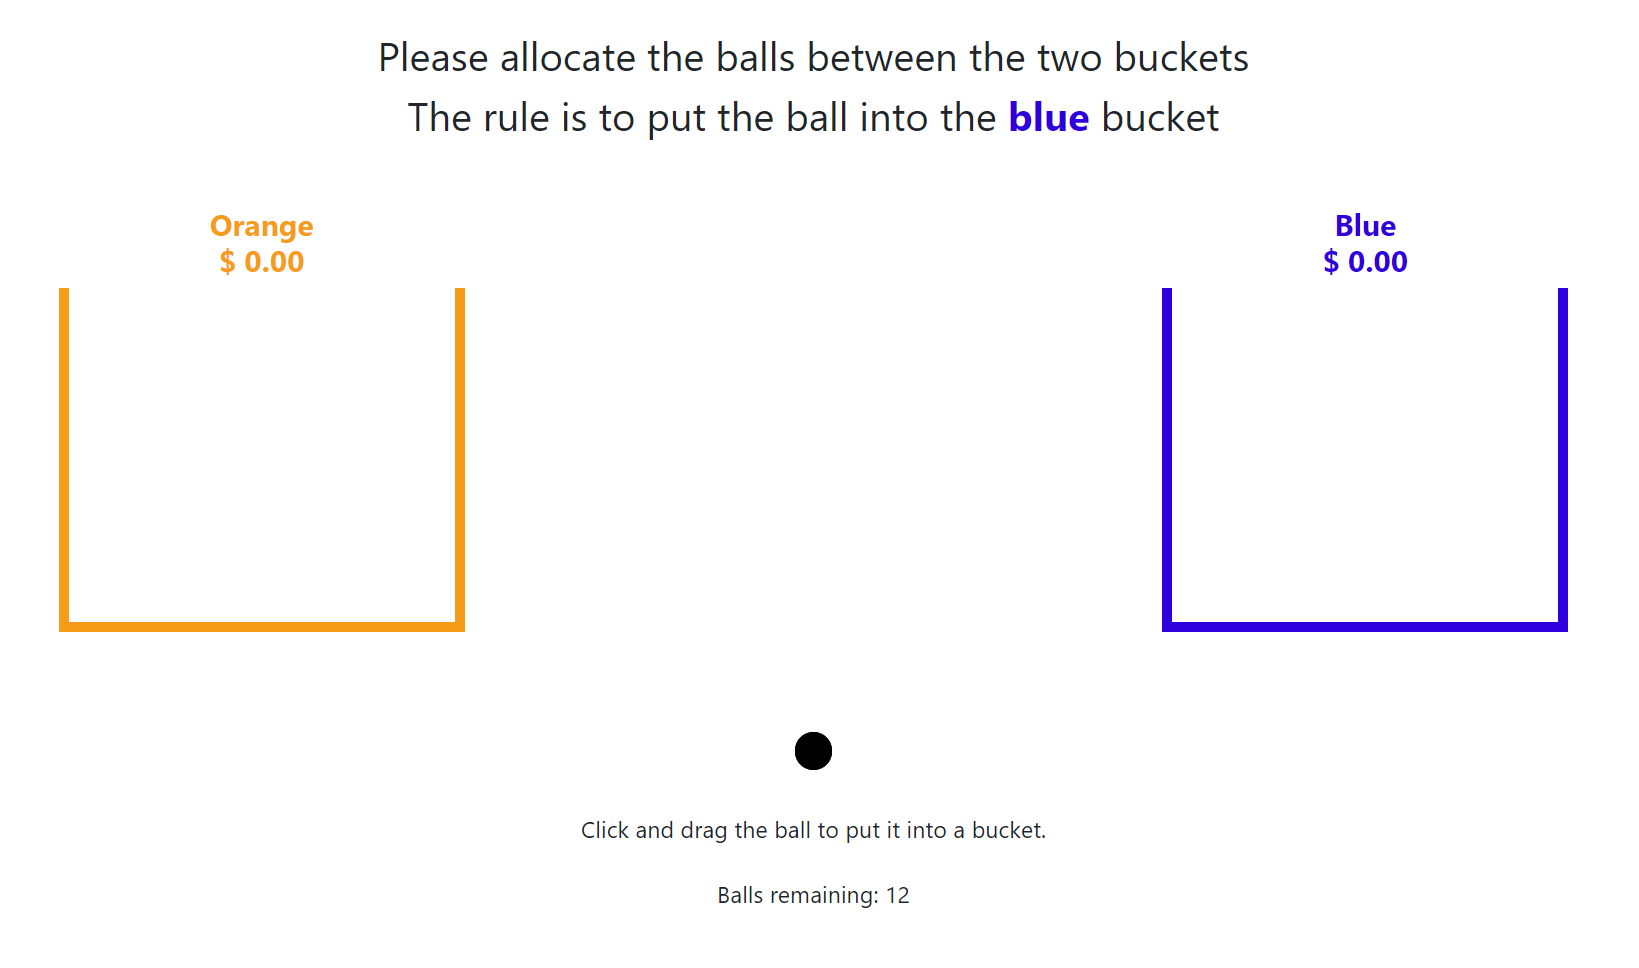 Please allocate the balls between the two buckets
The rule is to put the ball into the blue bucket
Orange
$ 0.00
Blue
$ 0.00
Click and drag the ball to put it into a bucket.
Balls remaining: 12